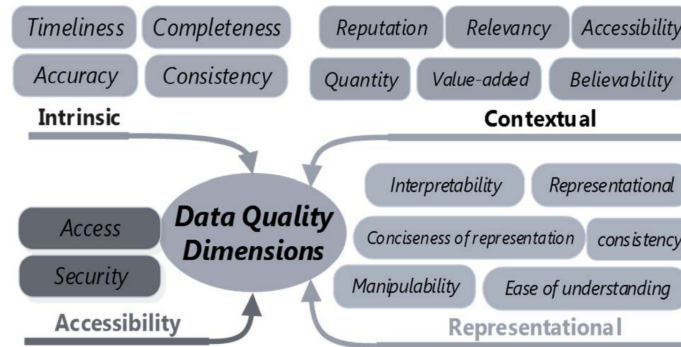 Timeliness
Completeness
Accuracy
Consistency
Intrinsic
Reputation
Relevancy
Accessibility
Quantity
Value-added
Believability
Contextual
Data Quality
Dimensions
Access
Security
Accessibility
Interpretability
Representational
Conciseness of representation
consistency
Manipulability
Ease of understanding
Representational